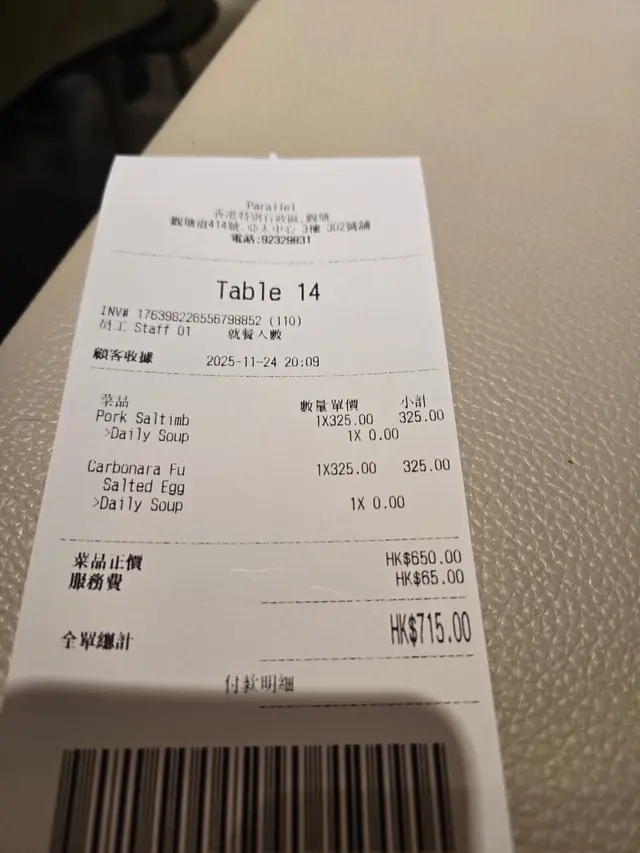 Parallel
香港特別行政區, 觀塘
觀塘道414號, 亞太中心 3樓 302號舖
電話:92329831
Table 14
INV# 176398226556798852 (110)
員工 Staff 01 就餐人數
顧客收據 2025-11-24 20:09
菜品 數量 單價 小計
Pork Saltimb 1X325.00 325.00
>Daily Soup 1X 0.00
Carbonara Fu 1X325.00 325.00
Salted Egg
>Daily Soup 1X 0.00
菜品正價 HK$650.00
服務費 HK$65.00
全單總計 HK$715.00
付款明細